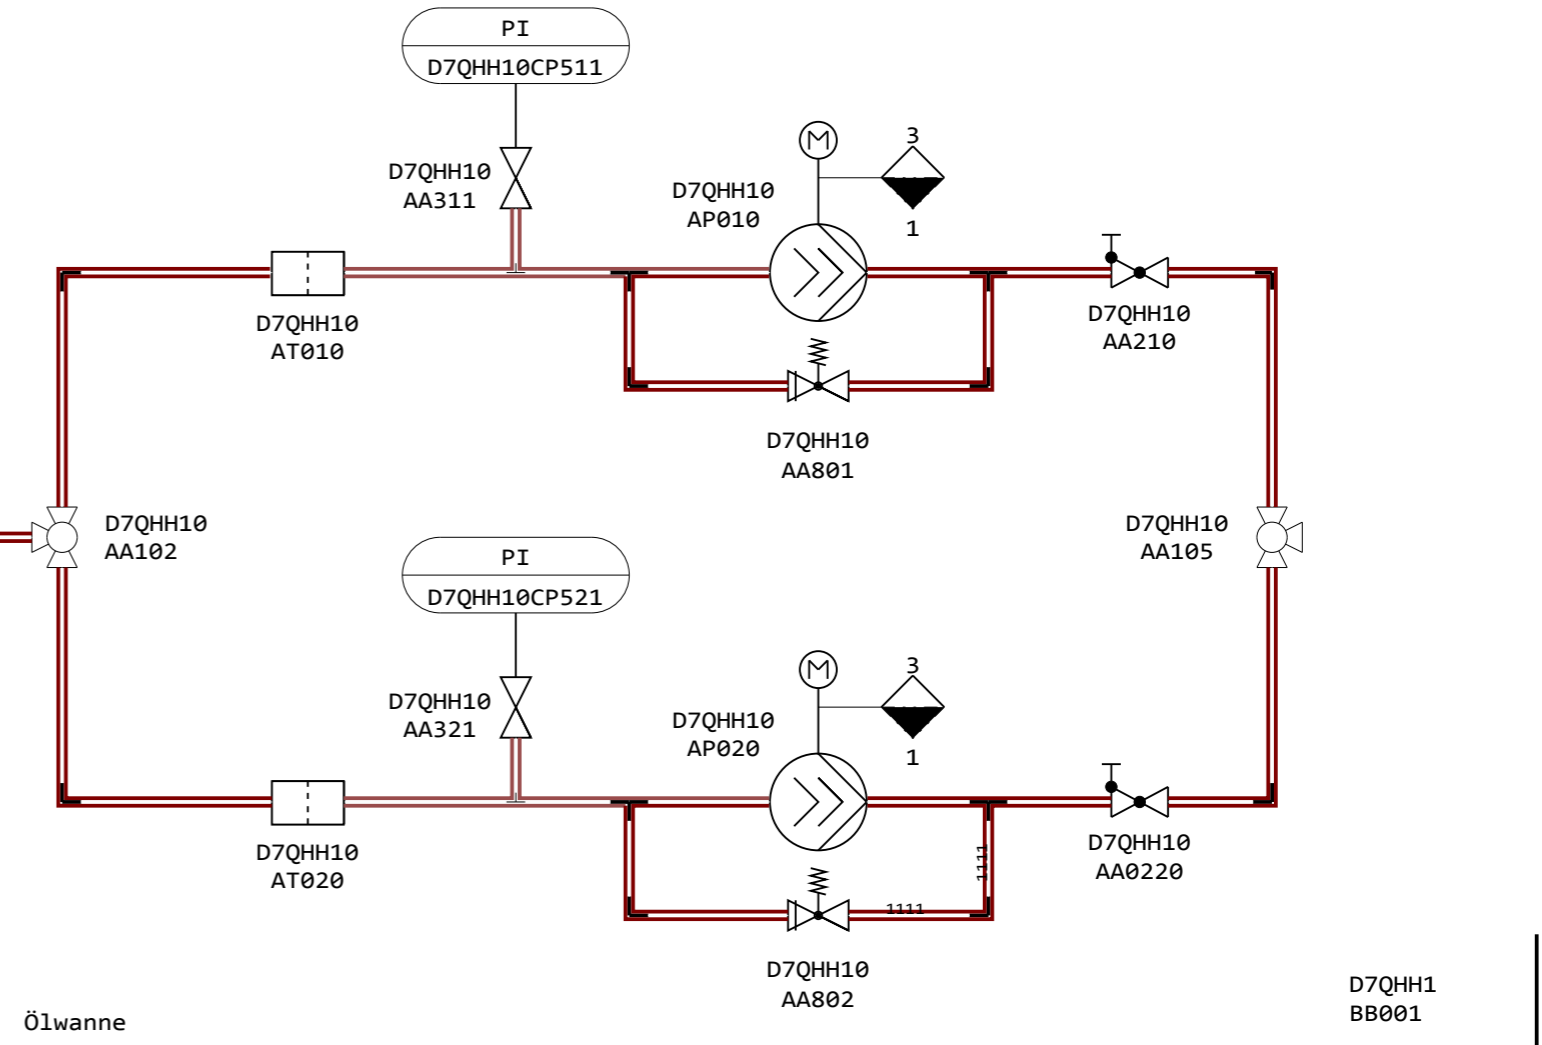 PI
D7QHH10CP511
M
3
D7QHH10
AA311
D7QHH10
AP010
1
D7QHH10
AT010
D7QHH10
AA210
D7QHH10
AA801
D7QHH10
AA102
D7QHH10
AA105
PI
D7QHH10CP521
M
3
D7QHH10
AA321
D7QHH10
AP020
1
D7QHH10
AT020
D7QHH10
AA0220
1111
1111
D7QHH10
AA802
D7QHH1
BB001
Ölwanne